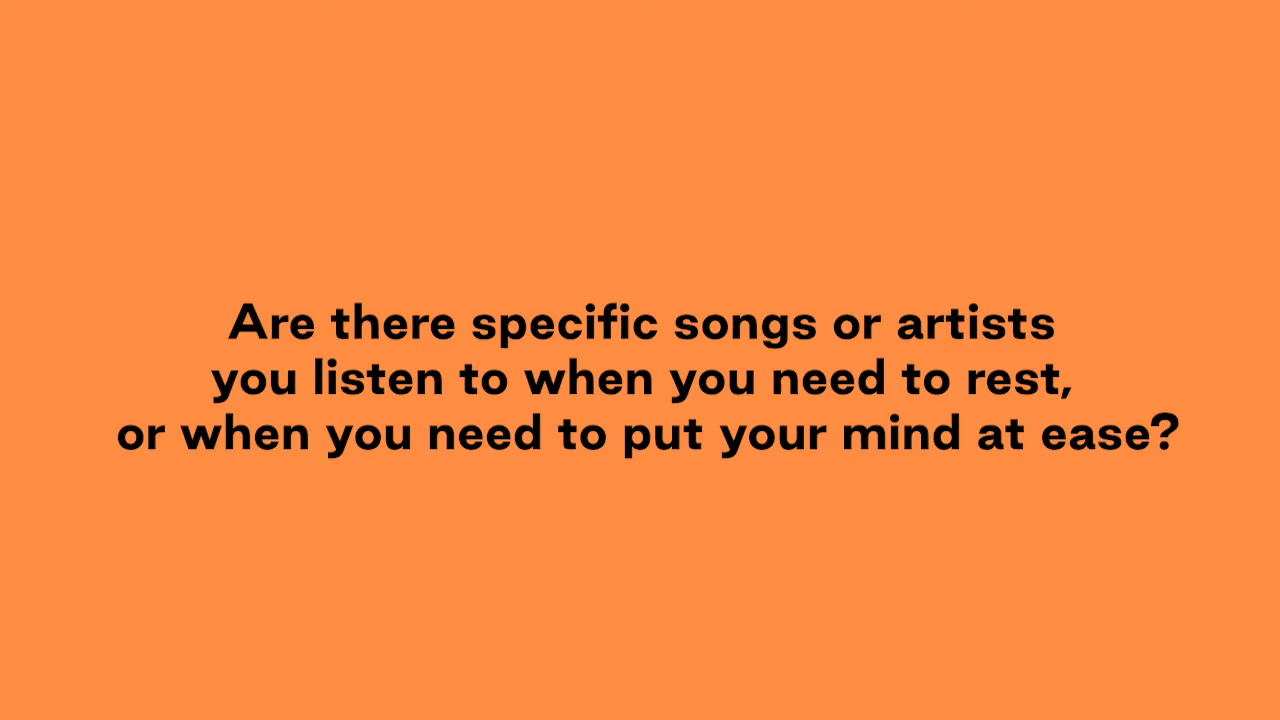 Are there specific songs or artists
you listen to when you need to rest,
or when you need to put your mind at ease?